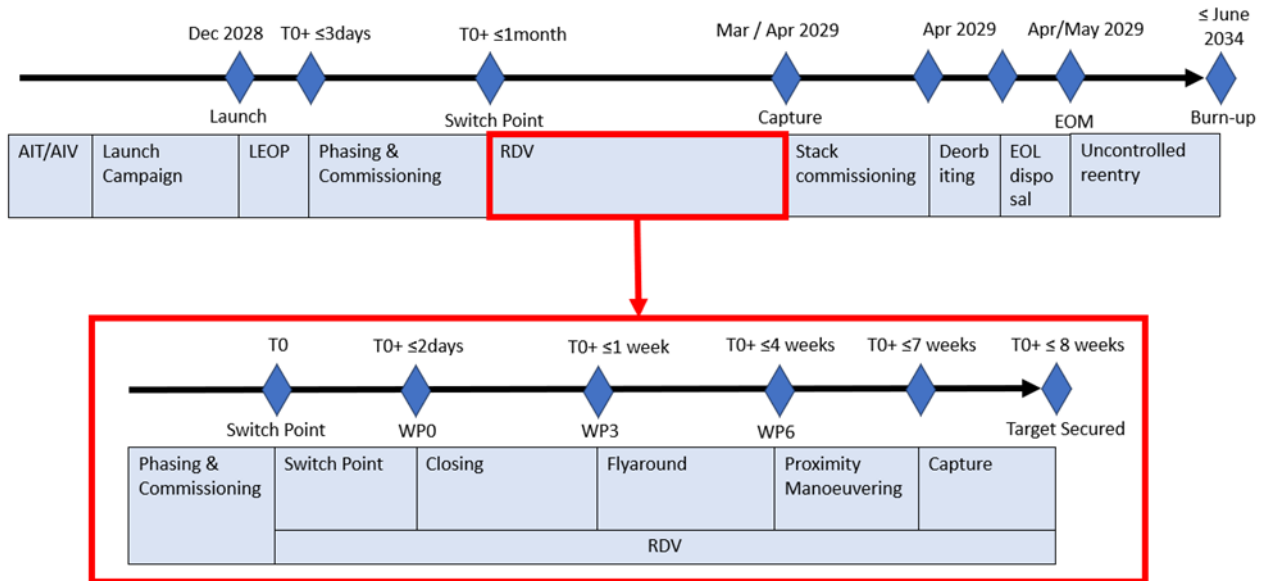 Dec 2028
T0+ ≤3days
T0+ ≤1month
Mar / Apr 2029
Apr 2029
Apr/May 2029
≤ June
2034
Launch
Switch Point
Capture
EOM
Burn-up
AIT/AIV
Launch
Campaign
LEOP
Phasing &
Commissioning
RDV
Stack
commissioning
Deorb
iting
EOL
dispo
sal
Uncontrolled
reentry
T0
T0+ ≤2days
T0+ ≤1 week
T0+ ≤4 weeks
T0+ ≤7 weeks
T0+ ≤ 8 weeks
Switch Point
WP0
WP3
WP6
Target Secured
Phasing &
Commissioning
Switch Point
Closing
Flyaround
Proximity
Manoeuvering
Capture
RDV